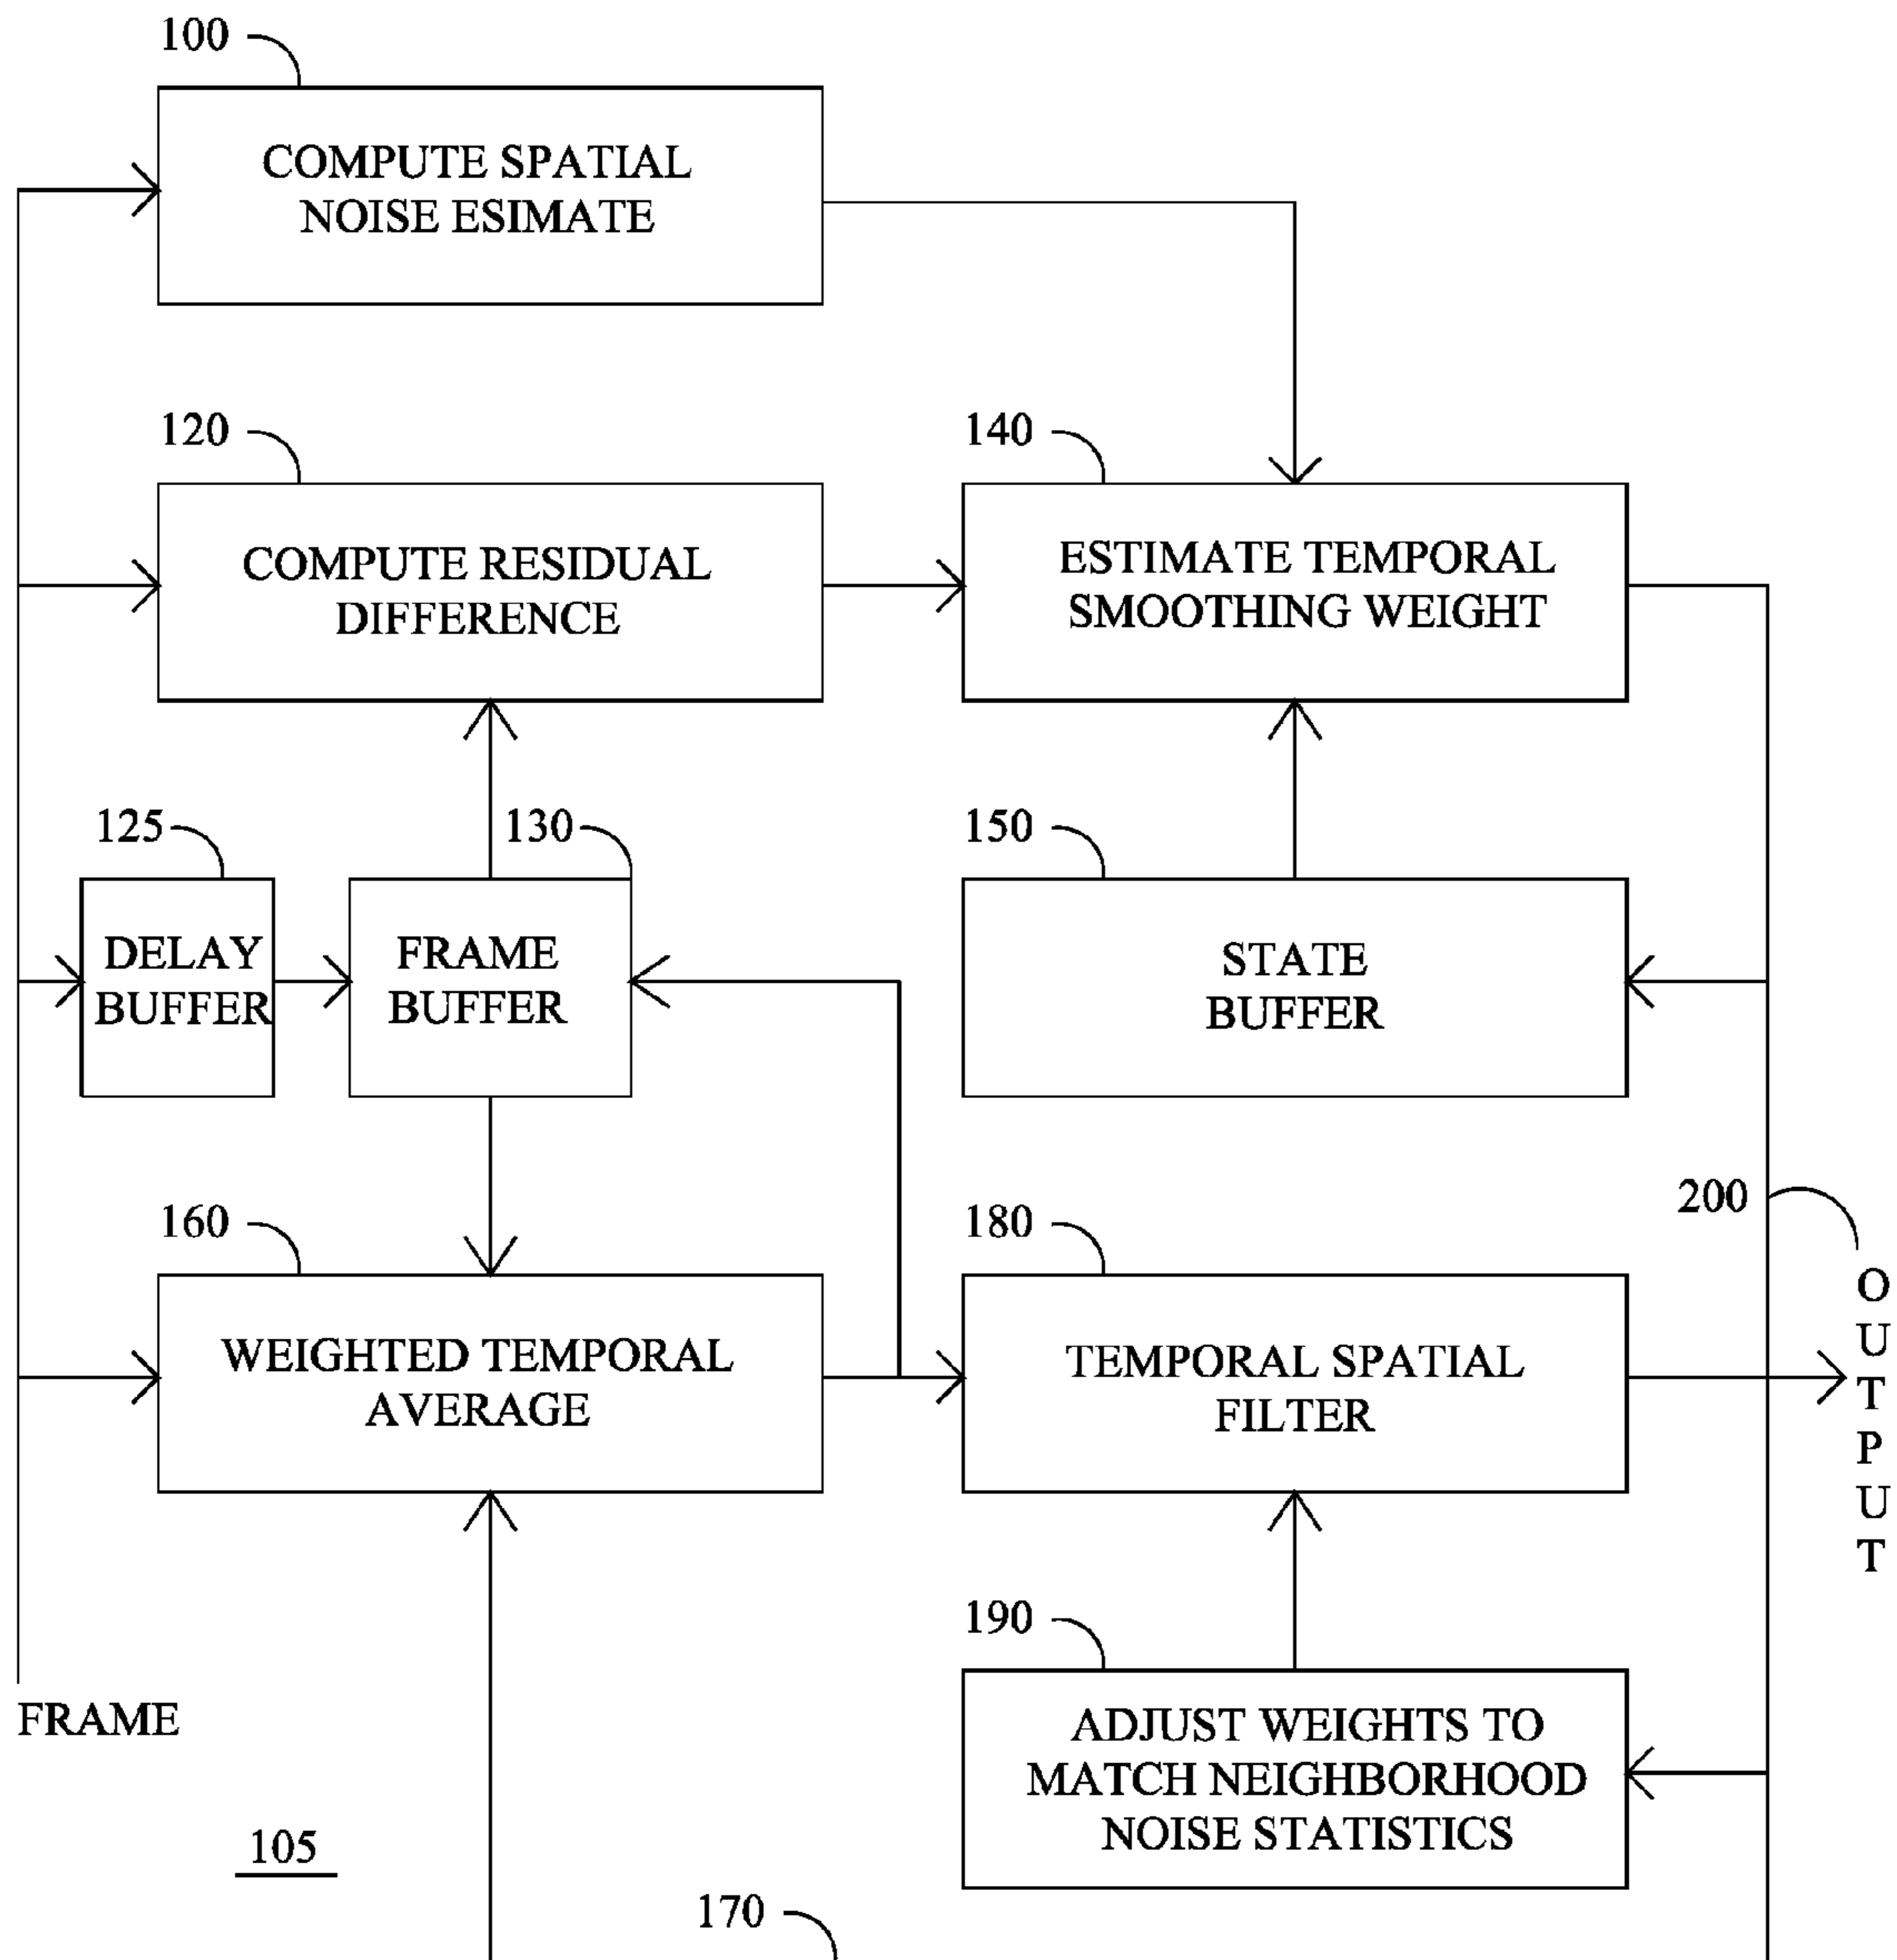 100
COMPUTE SPATIAL
NOISE ESIMATE
120
COMPUTE RESIDUAL
DIFFERENCE
140
ESTIMATE TEMPORAL
SMOOTHING WEIGHT
125
DELAY
BUFFER
130
FRAME
BUFFER
150
STATE
BUFFER
160
WEIGHTED TEMPORAL
AVERAGE
180
TEMPORAL SPATIAL
FILTER
200
OUTPUT
190
ADJUST WEIGHTS TO
MATCH NEIGHBORHOOD
NOISE STATISTICS
FRAME
105
170